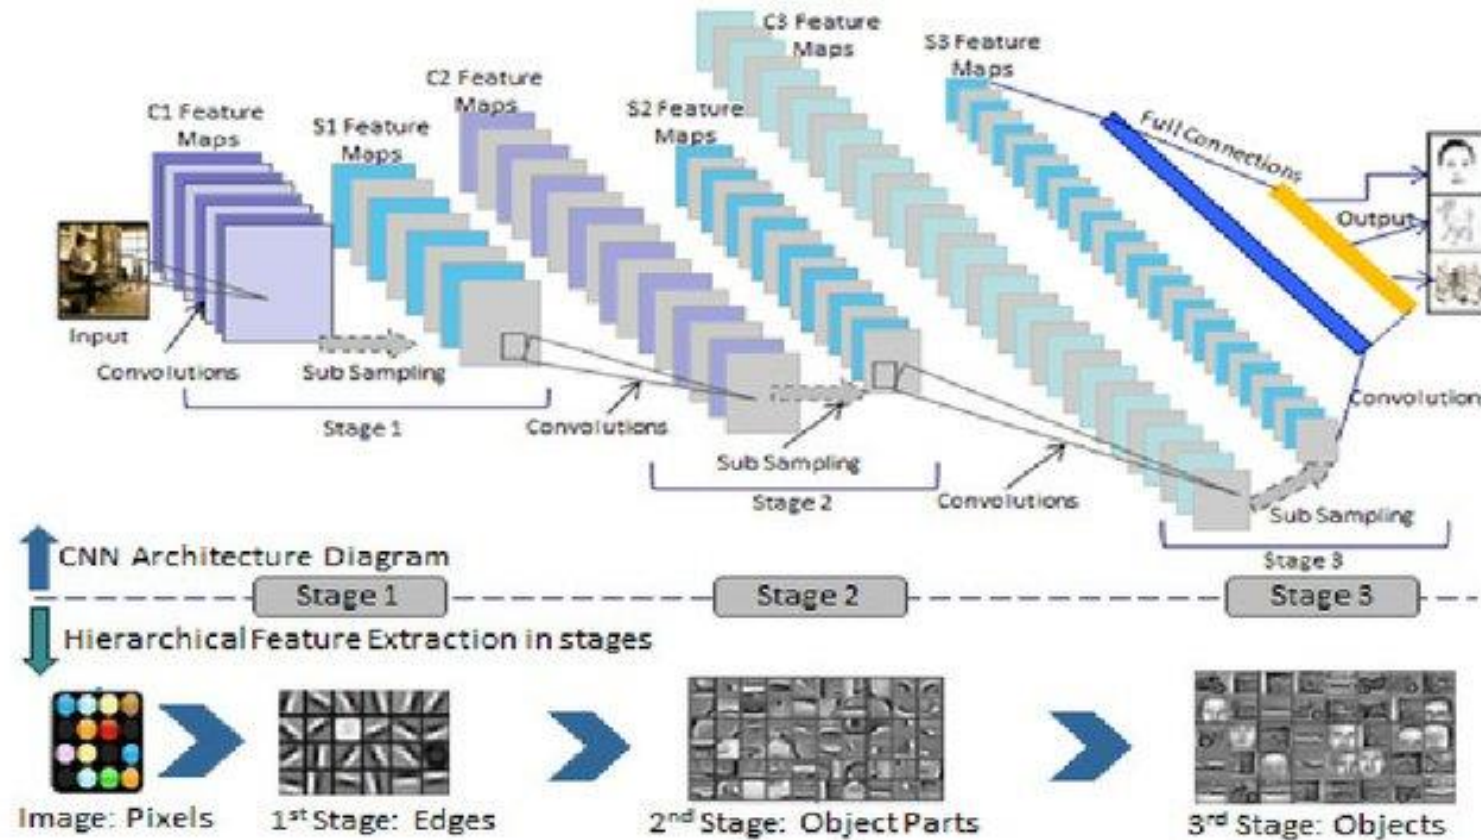 C1 Feature
Maps
S1 Feature
Maps
C2 Feature
Maps
S2 Feature
Maps
C3 Feature
Maps
S3 Feature
Maps
Full Connections
Output
Input
Convolutions
Sub Sampling
Stage 1
Convolutions
Sub Sampling
Stage 2
Convolutions
Sub Sampling
Stage 3
Convolution
CNN Architecture Diagram
Stage 1
Stage 2
Stage 3
Hierarchical Feature Extraction in stages
Image: Pixels
1st Stage: Edges
2nd Stage: Object Parts
3rd Stage: Objects